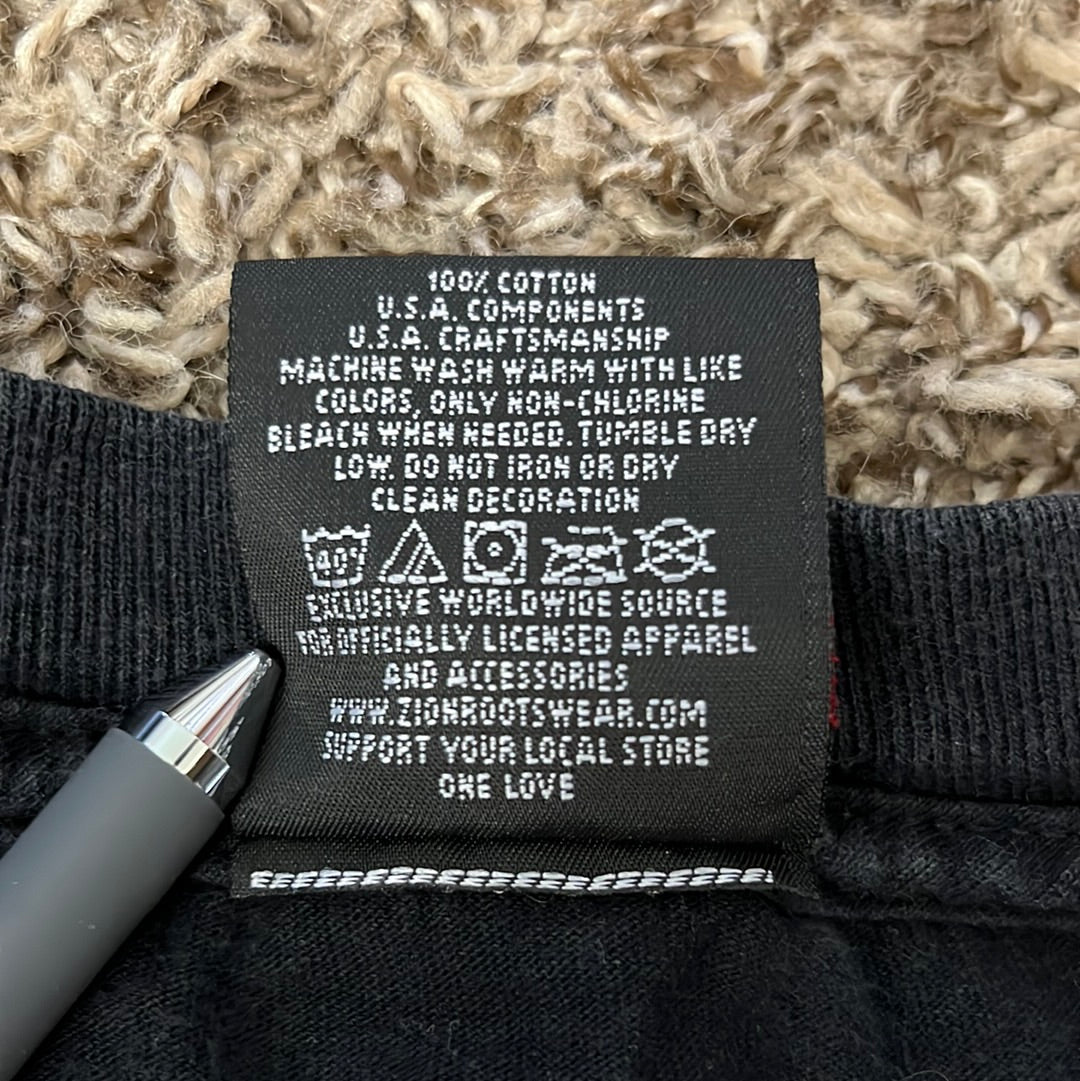 100% COTTON
U.S.A. COMPONENTS
U.S.A. CRAFTSMANSHIP
MACHINE WASH WARM WITH LIKE
COLORS, ONLY NON-CHLORINE
BLEACH WHEN NEEDED. TUMBLE DRY
LOW. DO NOT IRON OR DRY
CLEAN DECORATION
40°
EXCLUSIVE WORLDWIDE SOURCE
FOR OFFICIALLY LICENSED APPAREL
AND ACCESSORIES
WWW.ZIONROOTSWEAR.COM
SUPPORT YOUR LOCAL STORE
ONE LOVE